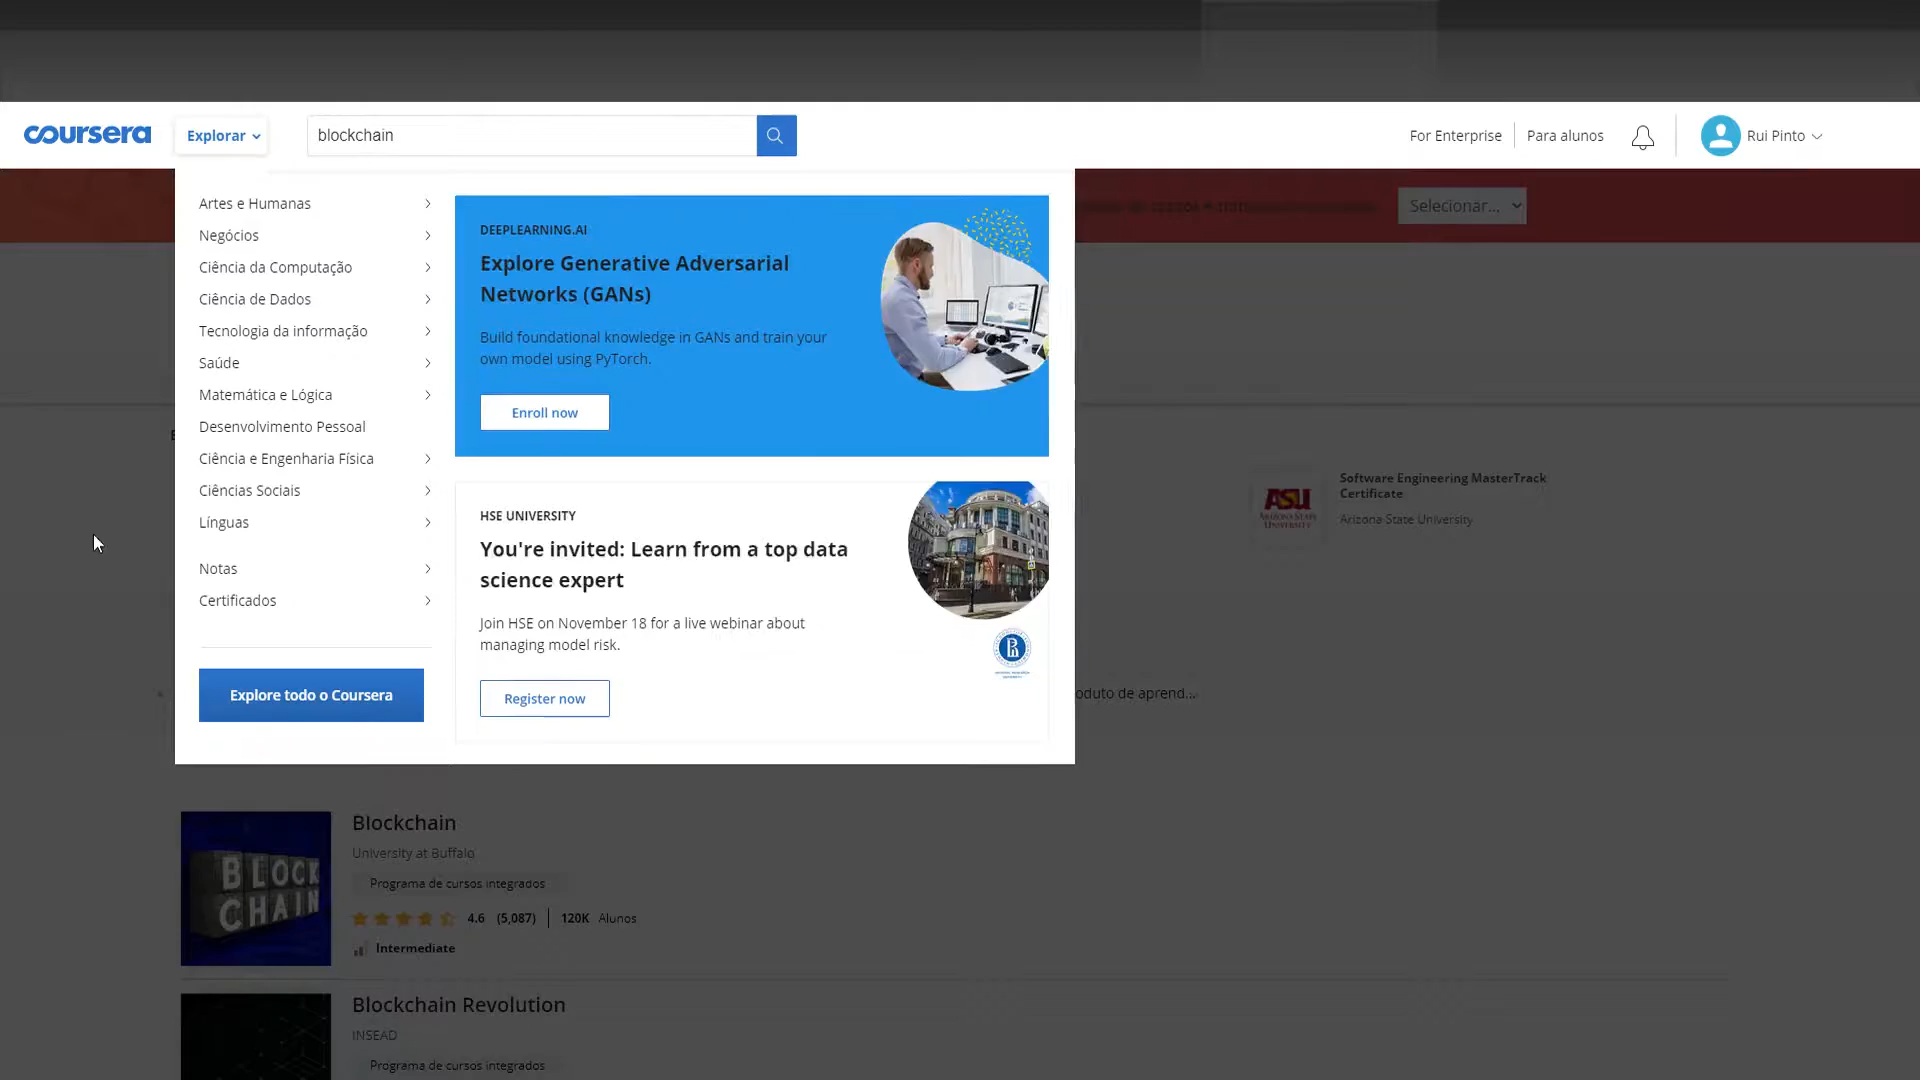 coursera
Explorar
blockchain
For Enterprise
Para alunos
Rui Pinto
Selecionar...
Artes e Humanas
Negócios
Ciência da Computação
Ciência de Dados
Tecnologia da informação
Saúde
Matemática e Lógica
Desenvolvimento Pessoal
Ciência e Engenharia Física
Ciências Sociais
Línguas
Notas
Certificados
Explore todo o Coursera
DEEPLEARNING.AI
Explore Generative Adversarial
Networks (GANs)
Build foundational knowledge in GANs and train your
own model using PyTorch.
Enroll now
HSE UNIVERSITY
You're invited: Learn from a top data
science expert
Join HSE on November 18 for a live webinar about
managing model risk.
Register now
ASU
ARIZONA STATE
UNIVERSITY
Software Engineering MasterTrack
Certificate
Arizona State University
oduto de aprend...
BLOCK
CHAIN
Blockchain
University at Buffalo
Programa de cursos integrados
4.6 (5,087) 120K Alunos
Intermediate
Blockchain Revolution
INSEAD
Programa de cursos integrados